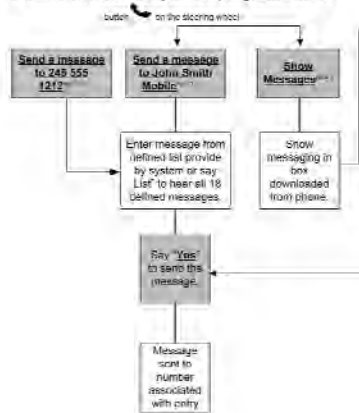 button on the steering wheel
Send a message
to 248 555
1212
Send a message
to John Smith
Mobile
Show
Messages
Enter message from
defined list provide
by system or say
List" to hear all 18
defined messages.
Show
messaging in
box
downloaded
from phone.
Say "Yes"
to send the
message.
Message
sent to
number
associated
with entry